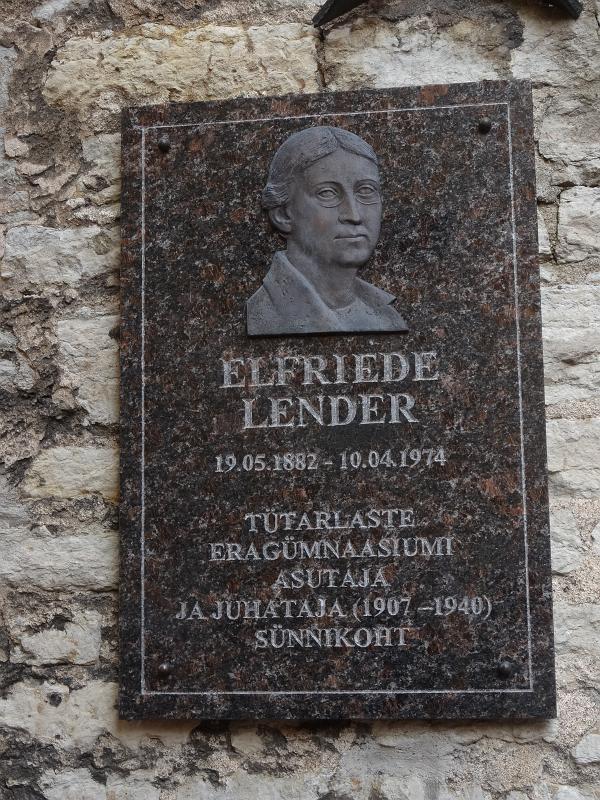 ELFRIEDE
LENDER
19.05.1882 - 10.04.1974
TÜTARLASTE
ERAGÜMNAASIUMI
ASUTAJA
JA JUHATAJA (1907 –1940)
SÜNNIKOHT